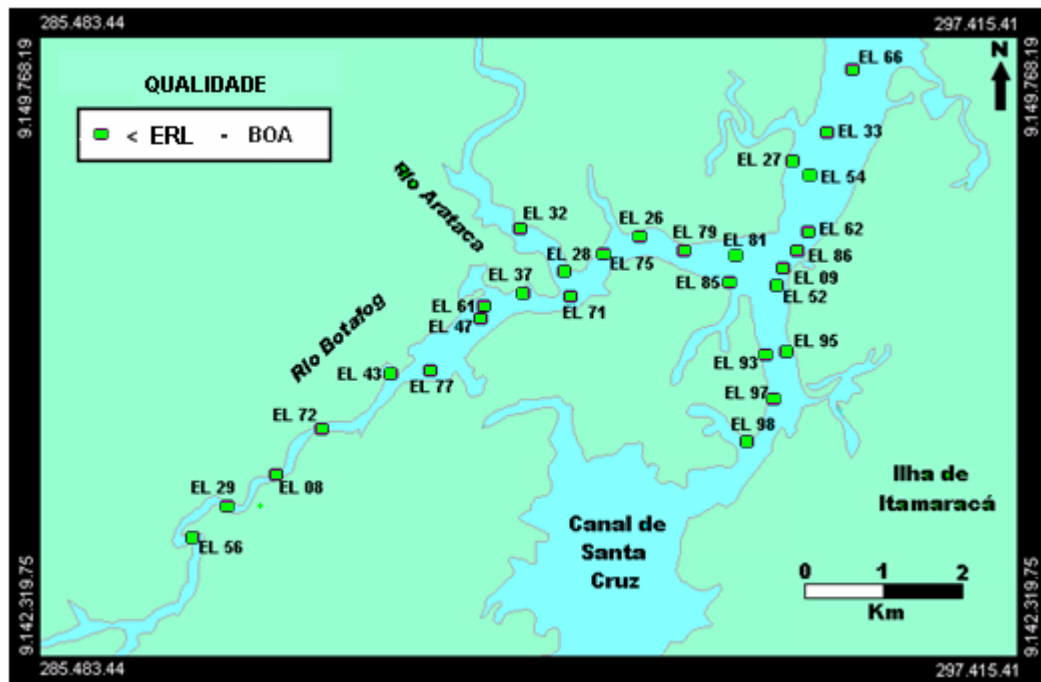 285.483.44
297.415.41
9.149.768.19
9.149.768.19
N
QUALIDADE
< ERL - BOA
EL 66
EL 33
EL 27
EL 54
Rio Arataca
EL 32
EL 26
EL 79
EL 81
EL 62
EL 86
EL 28
EL 75
EL 09
EL 37
EL 85
EL 52
EL 61
EL 71
EL 47
Rio Botafog
EL 43
EL 77
EL 93
EL 95
EL 97
EL 72
EL 98
EL 29
EL 08
EL 56
Ilha de
Itamaracá
Canal de
Santa
Cruz
0 1 2
Km
9.142.319.75
9.142.319.75
285.483.44
297.415.41